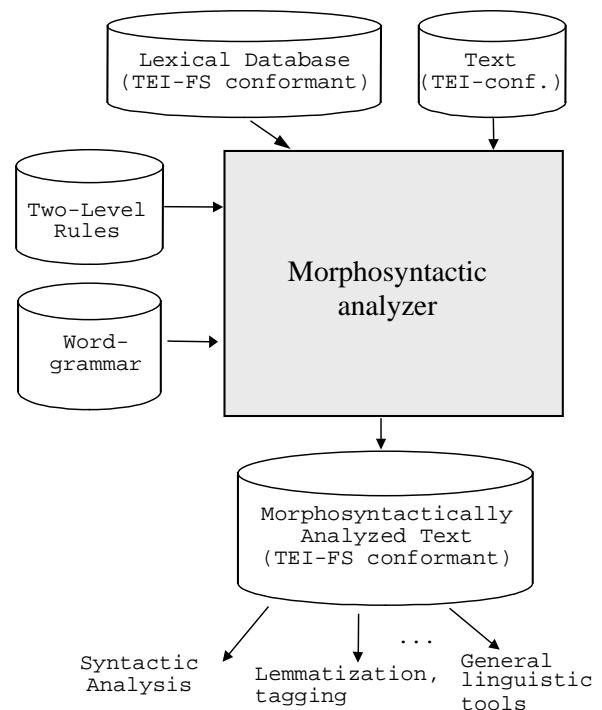 Lexical Database
(TEI-FS conformant)
Text
(TEI-conf.)
Two-Level
Rules
Word-
grammar
Morphosyntactic
analyzer
Morphosyntactically
Analyzed Text
(TEI-FS conformant)
...
Syntactic
Analysis
Lemmatization,
tagging
General
linguistic
tools